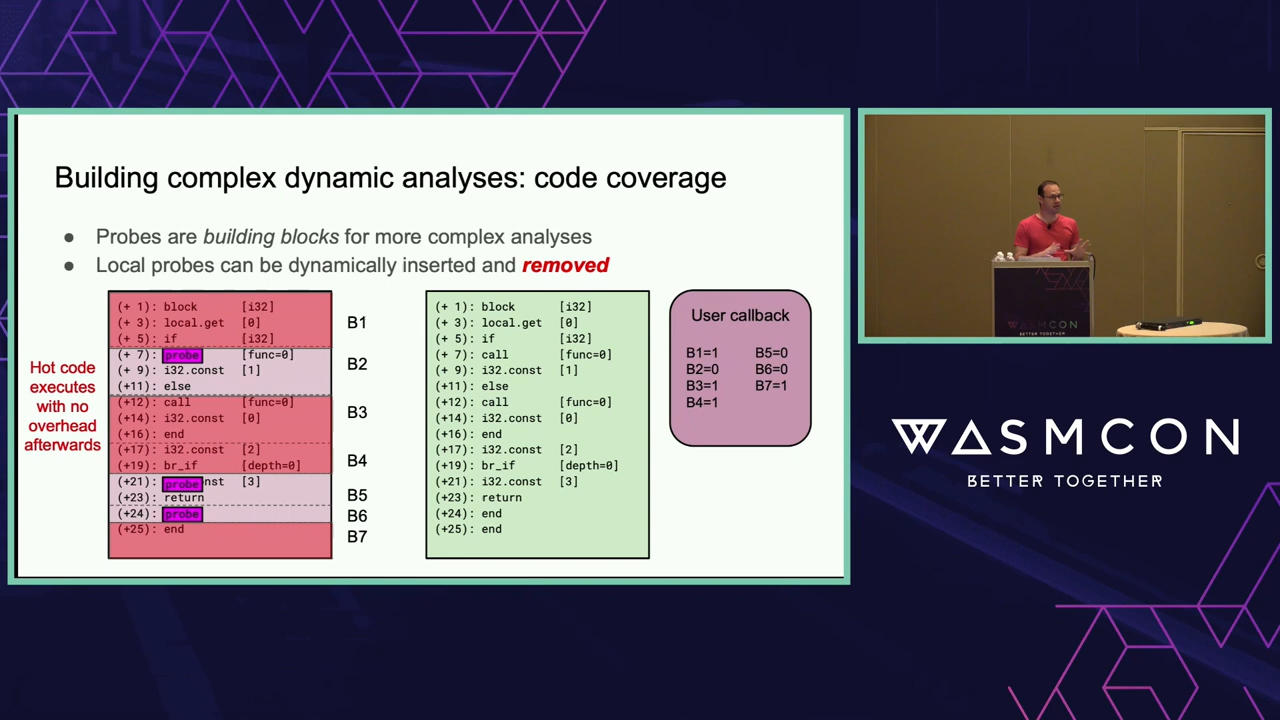 Building complex dynamic analyses: code coverage
● Probes are building blocks for more complex analyses
● Local probes can be dynamically inserted and removed
Hot code
executes
with no
overhead
afterwards
(+ 1): block [i32]
(+ 3): local.get [0]
(+ 5): if [i32]
(+ 7): probe [func=0]
(+ 9): i32.const [1]
(+11): else
(+12): call [func=0]
(+14): i32.const [0]
(+16): end
(+17): i32.const [2]
(+19): br_if [depth=0]
(+21): probe nst [3]
(+23): return
(+24): probe
(+25): end
B1
B2
B3
B4
B5
B6
B7
(+ 1): block [i32]
(+ 3): local.get [0]
(+ 5): if [i32]
(+ 7): call [func=0]
(+ 9): i32.const [1]
(+11): else
(+12): call [func=0]
(+14): i32.const [0]
(+16): end
(+17): i32.const [2]
(+19): br_if [depth=0]
(+21): i32.const [3]
(+23): return
(+24): end
(+25): end
User callback
B1=1 B5=0
B2=0 B6=0
B3=1 B7=1
B4=1
WASMCON
WASMCON
BETTER TOGETHER